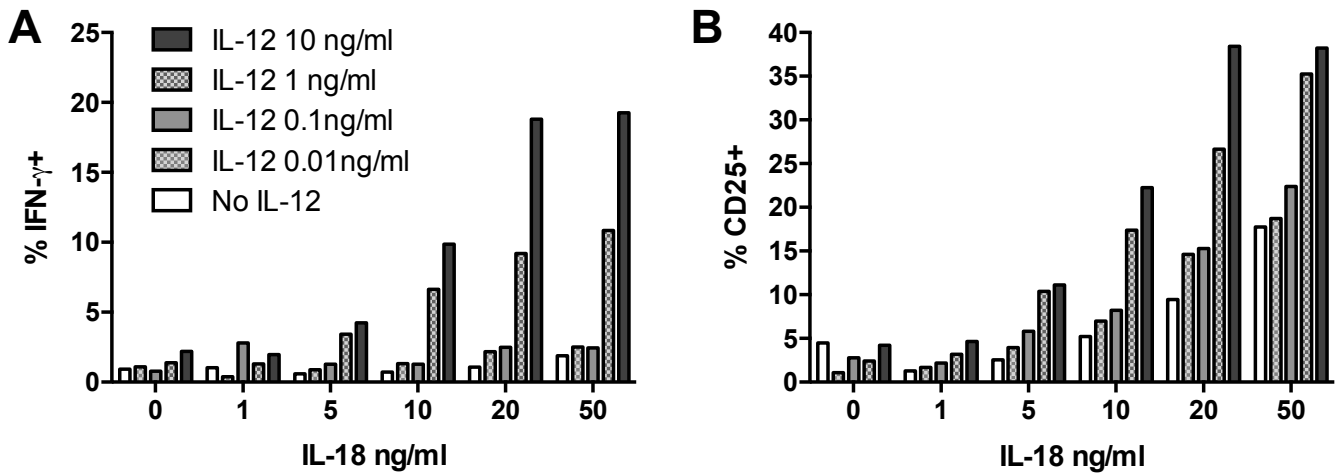 A
25
20
15
10
5
0
% IFN-γ+
IL-12 10 ng/ml
IL-12 1 ng/ml
IL-12 0.1ng/ml
IL-12 0.01ng/ml
No IL-12
0 1 5 10 20 50
IL-18 ng/ml
B
40
35
30
25
20
15
10
5
0
% CD25+
0 1 5 10 20 50
IL-18 ng/ml